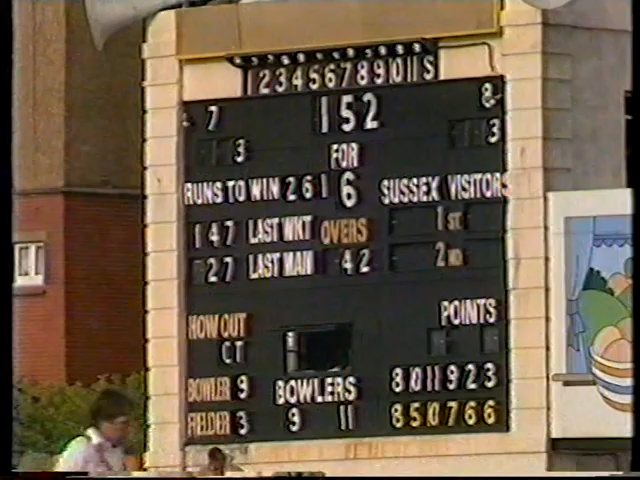 1 2 3 4 5 6 7 8 9 10 11 S
7 152 8
3 FOR 3
RUNS TO WIN 261 6 SUSSEX VISITORS
147 LAST WKT OVERS 1 ST
27 LAST MAN 42 2 ND
HOW OUT POINTS
CT
BOWLER 9 BOWLERS 8 10 11 9 2 3
FIELDER 3 9 11 8 5 0 7 6 6